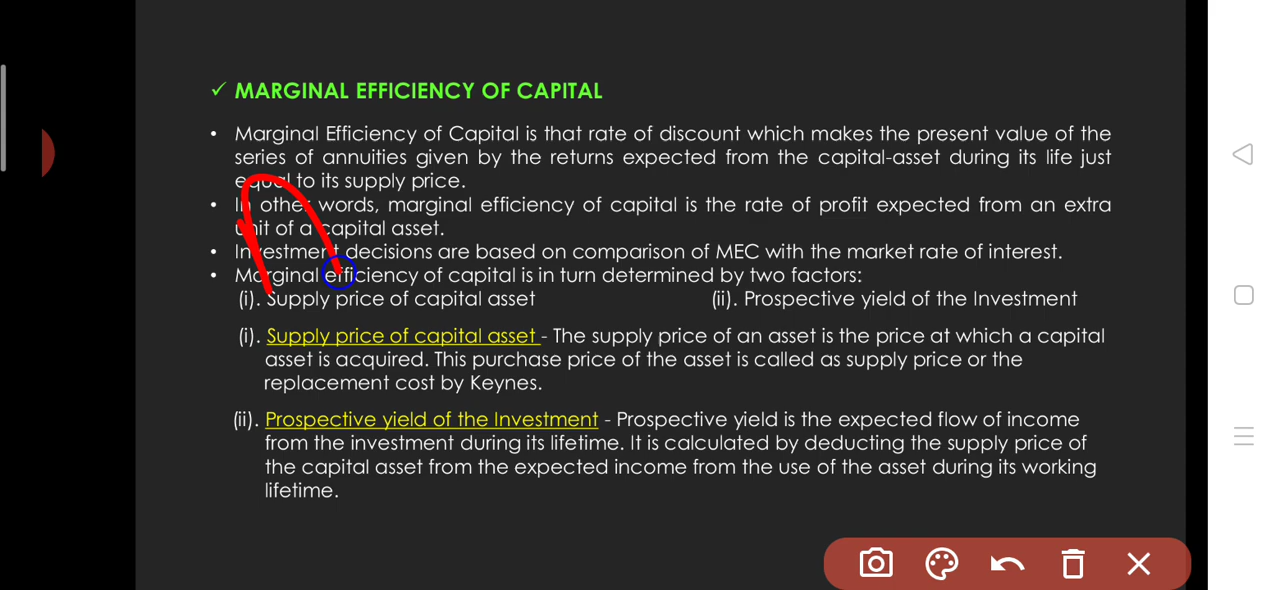 ✓ MARGINAL EFFICIENCY OF CAPITAL
• Marginal Efficiency of Capital is that rate of discount which makes the present value of the
series of annuities given by the returns expected from the capital-asset during its life just
equal to its supply price.
• In other words, marginal efficiency of capital is the rate of profit expected from an extra
unit of a capital asset.
• Investment decisions are based on comparison of MEC with the market rate of interest.
• Marginal efficiency of capital is in turn determined by two factors:
(i). Supply price of capital asset (ii). Prospective yield of the Investment
(i). Supply price of capital asset - The supply price of an asset is the price at which a capital
asset is acquired. This purchase price of the asset is called as supply price or the
replacement cost by Keynes.
(ii). Prospective yield of the Investment - Prospective yield is the expected flow of income
from the investment during its lifetime. It is calculated by deducting the supply price of
the capital asset from the expected income from the use of the asset during its working
lifetime.